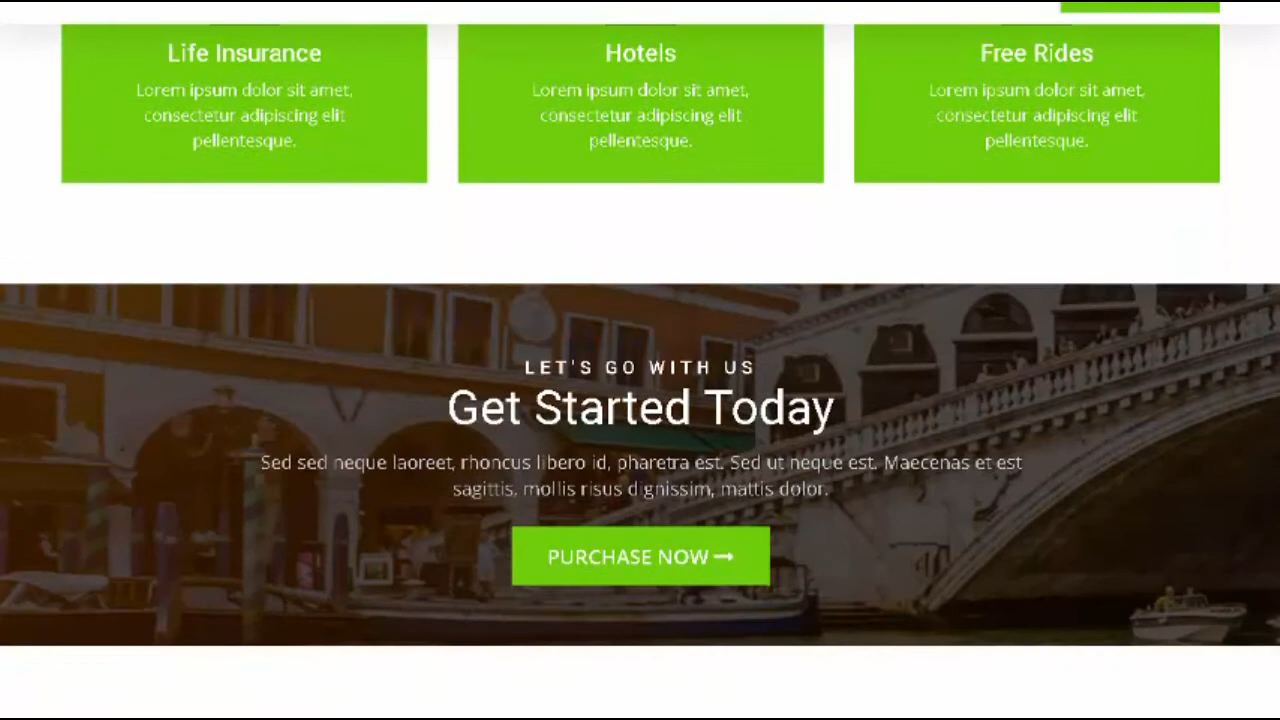 Life Insurance
Lorem ipsum dolor sit amet,
consectetur adipiscing elit
pellentesque.
Hotels
Lorem ipsum dolor sit amet,
consectetur adipiscing elit
pellentesque.
Free Rides
Lorem ipsum dolor sit amet,
consectetur adipiscing elit
pellentesque.
LET'S GO WITH US
Get Started Today
Sed sed neque laoreet, rhoncus libero id, pharetra est. Sed ut neque est. Maecenas et est
sagittis, mollis risus dignissim, mattis dolor.
PURCHASE NOW →